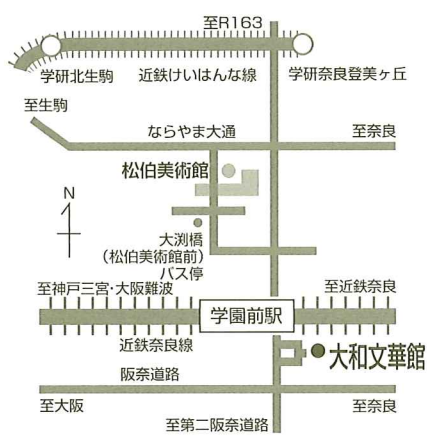 至R163
学研北生駒
近鉄けいはんな線
学研奈良登美ヶ丘
至生駒
ならやま大通
至奈良
松伯美術館
N
大渕橋
(松伯美術館前)
バス停
至神戸三宮・大阪難波
至近鉄奈良
学園前駅
近鉄奈良線
大和文華館
阪奈道路
至大阪
至奈良
至第二阪奈道路